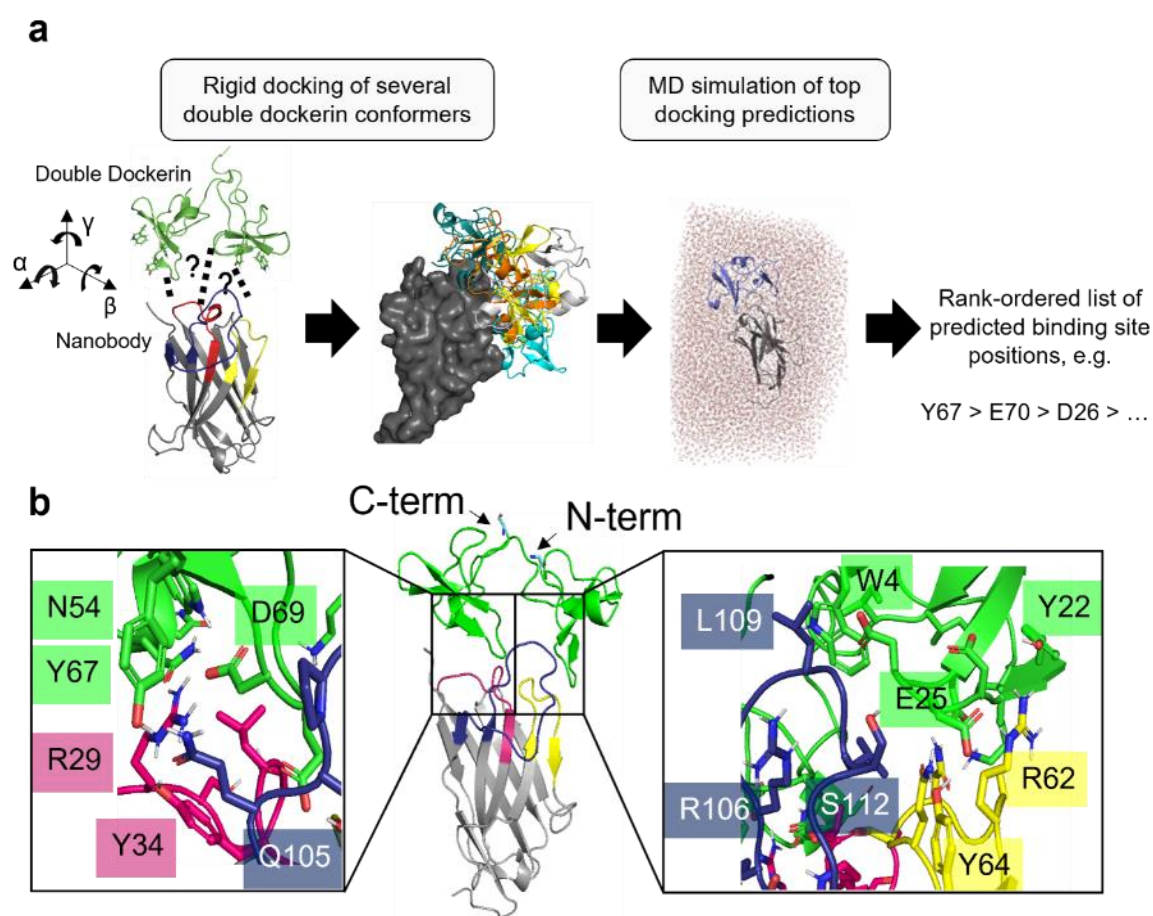 a
Rigid docking of several
double dockerin conformers
MD simulation of top
docking predictions
Double Dockerin
γ
α
β
?
?
Nanobody
Rank-ordered list of
predicted binding site
positions, e.g.
Y67 > E70 > D26 > …
b
C-term
N-term
N54
D69
Y67
R29
Y34
Q105
W4
L109
Y22
E25
R62
R106
S112
Y64